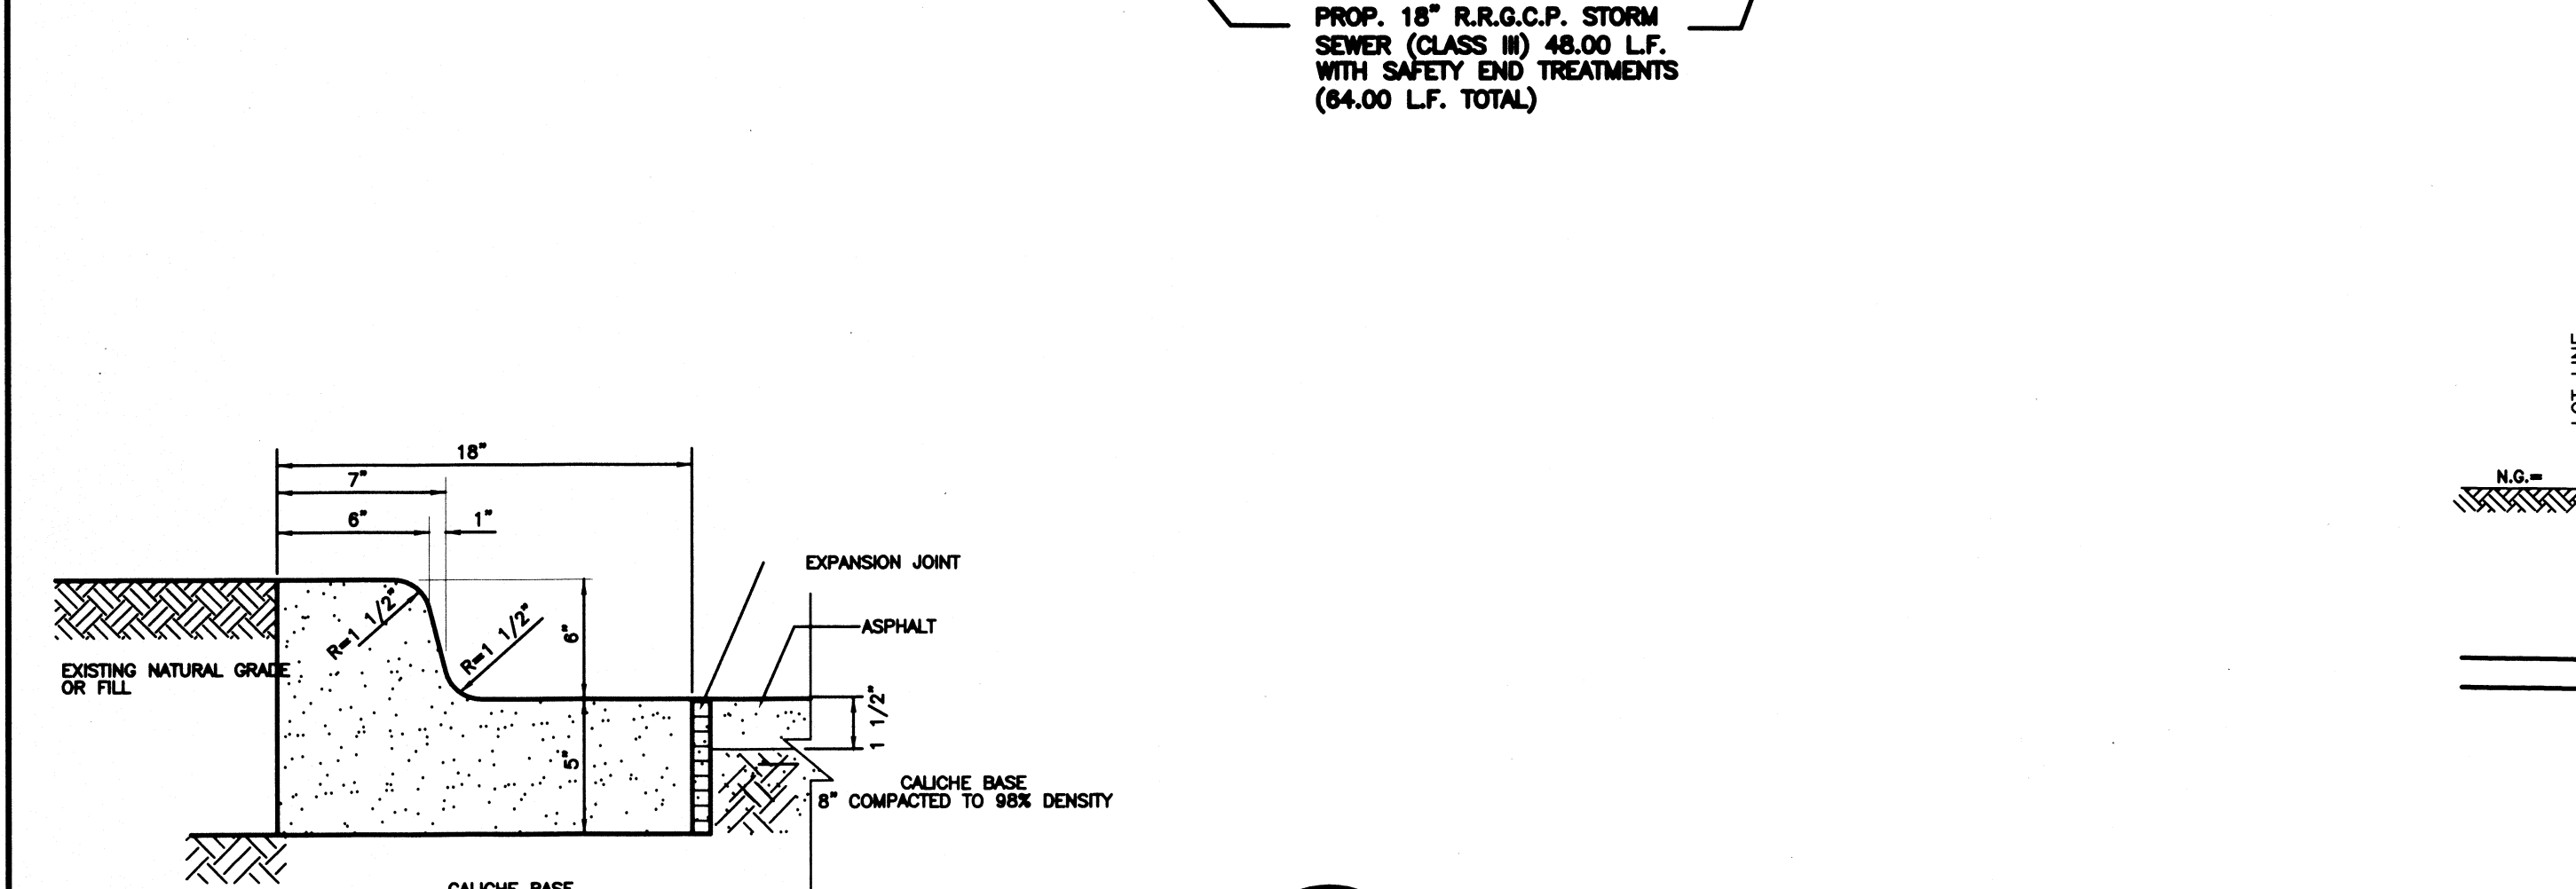 PROP. 18" R.R.G.C.P. STORM
SEWER (CLASS III) 48.00 L.F.
WITH SAFETY END TREATMENTS
(64.00 L.F. TOTAL)
LOT LINE
N.G.=
18"
7"
6"
1"
EXPANSION JOINT
ASPHALT
R=1 1/2"
R=1 1/2"
6"
EXISTING NATURAL GRADE
OR FILL
1 1/2"
5"
CALICHE BASE
8" COMPACTED TO 98% DENSITY
CALICHE BASE